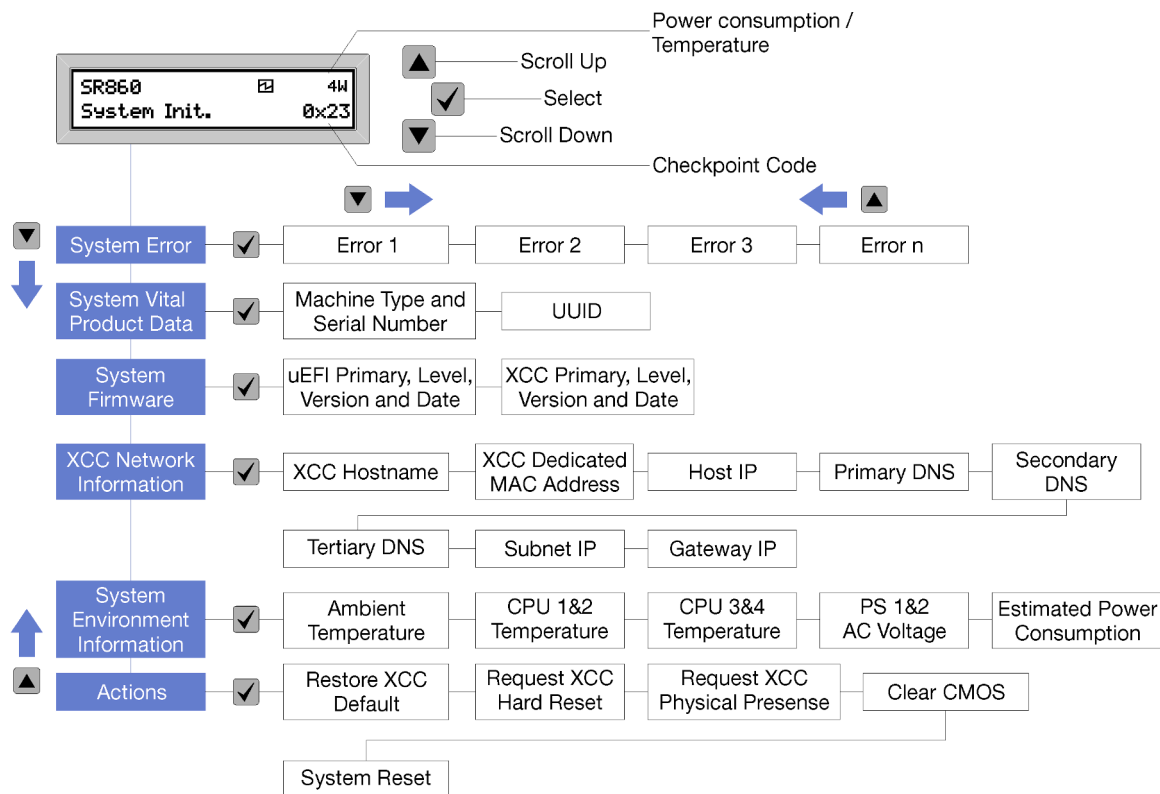 Power consumption /
Temperature
SR860 4W
System Init. 0x23
Scroll Up
Select
Scroll Down
Checkpoint Code
System Error
Error 1
Error 2
Error 3
Error n
System Vital
Product Data
Machine Type and
Serial Number
UUID
System
Firmware
uEFI Primary, Level,
Version and Date
XCC Primary, Level,
Version and Date
XCC Network
Information
XCC Hostname
XCC Dedicated
MAC Address
Host IP
Primary DNS
Secondary
DNS
Tertiary DNS
Subnet IP
Gateway IP
System
Environment
Information
Ambient
Temperature
CPU 1&2
Temperature
CPU 3&4
Temperature
PS 1&2
AC Voltage
Estimated Power
Consumption
Actions
Restore XCC
Default
Request XCC
Hard Reset
Request XCC
Physical Presense
Clear CMOS
System Reset